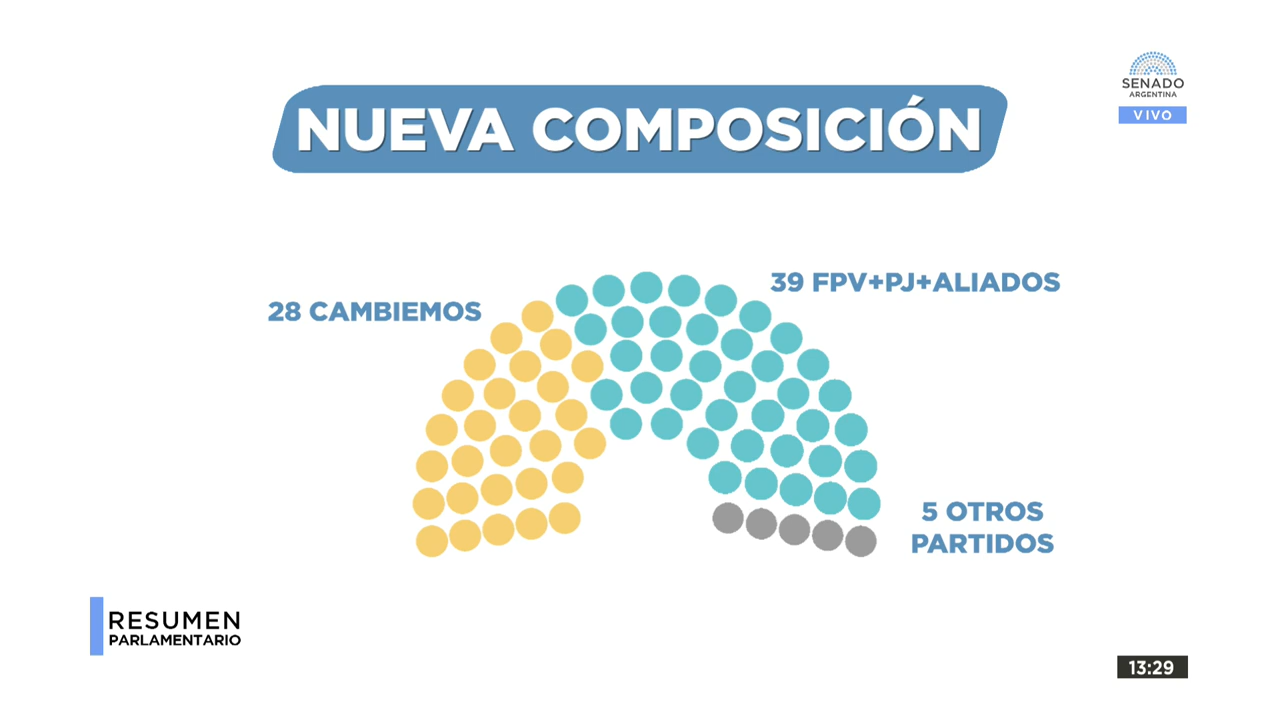 SENADO
ARGENTINA
VIVO
NUEVA COMPOSICIÓN
28 CAMBIEMOS
39 FPV+PJ+ALIADOS
5 OTROS
PARTIDOS
RESUMEN
PARLAMENTARIO
13:29